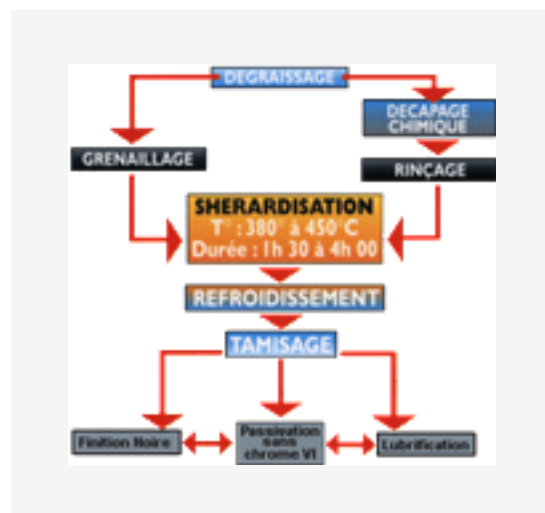 DEGRAISSAGE
DECAPAGE
CHIMIQUE
GRENAILLAGE
RINÇAGE
SHERARDISATION
T° : 380° à 450°C
Durée : 1h 30 à 4h 00
REFROIDISSEMENT
TAMISAGE
Finition Noire
Passivation
sans
chrome VI
Lubrification